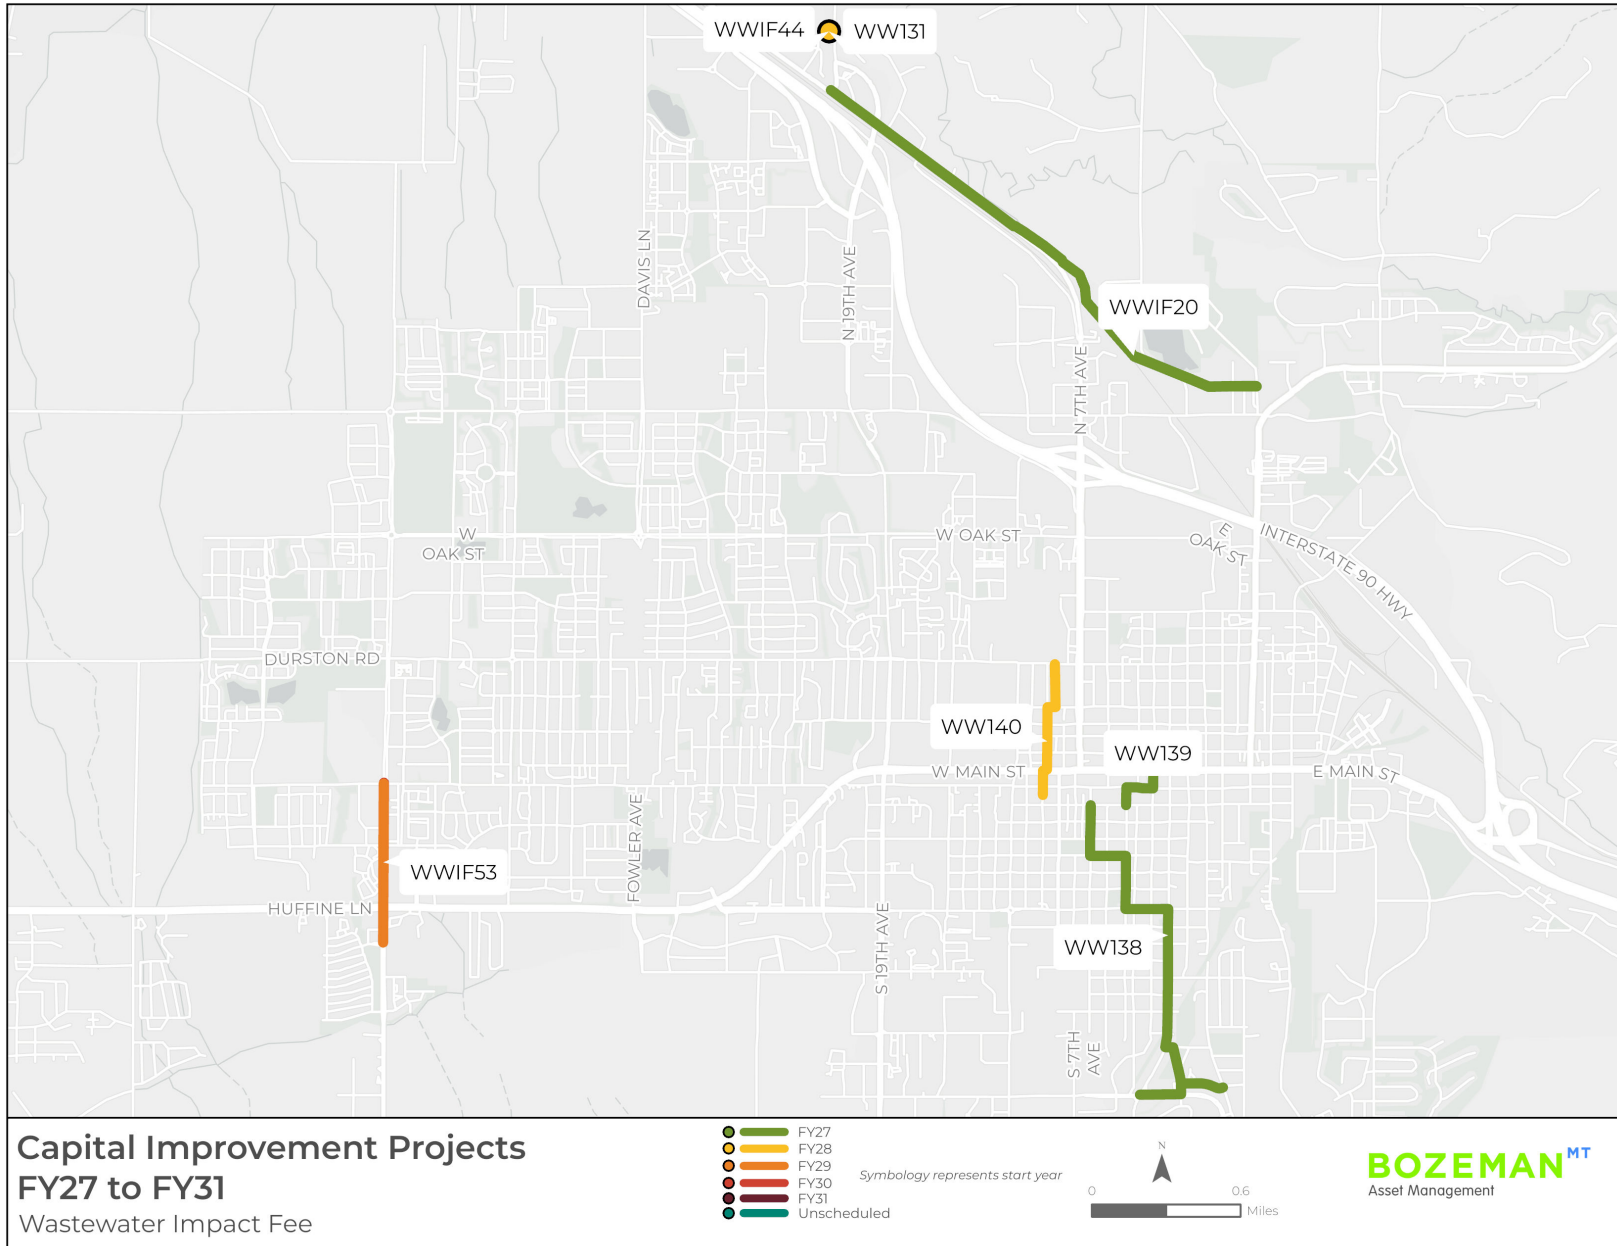 WWIF44
WW131
DAVIS LN
N 19TH AVE
WWIF20
N 7TH AVE
W
OAK ST
W OAK ST
E
OAK ST
INTERSTATE 90 HWY
DURSTON RD
WW140
WW139
W MAIN ST
E MAIN ST
FOWLER AVE
WWIF53
HUFFINE LN
S 19TH AVE
WW138
S 7TH
AVE
Capital Improvement Projects
FY27 to FY31
Wastewater Impact Fee
FY27
FY28
FY29
FY30
FY31
Unscheduled
Symbology represents start year
N
0 0.6
Miles
BOZEMAN MT
Asset Management